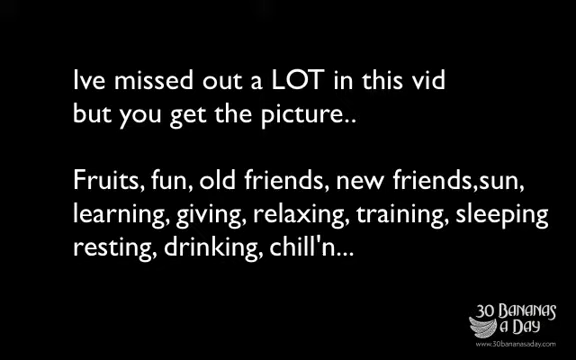 Ive missed out a LOT in this vid
but you get the picture..
Fruits, fun, old friends, new friends,sun,
learning, giving, relaxing, training, sleeping
resting, drinking, chill'n...
30 BANANAS
A DAY
www.30bananasaday.com